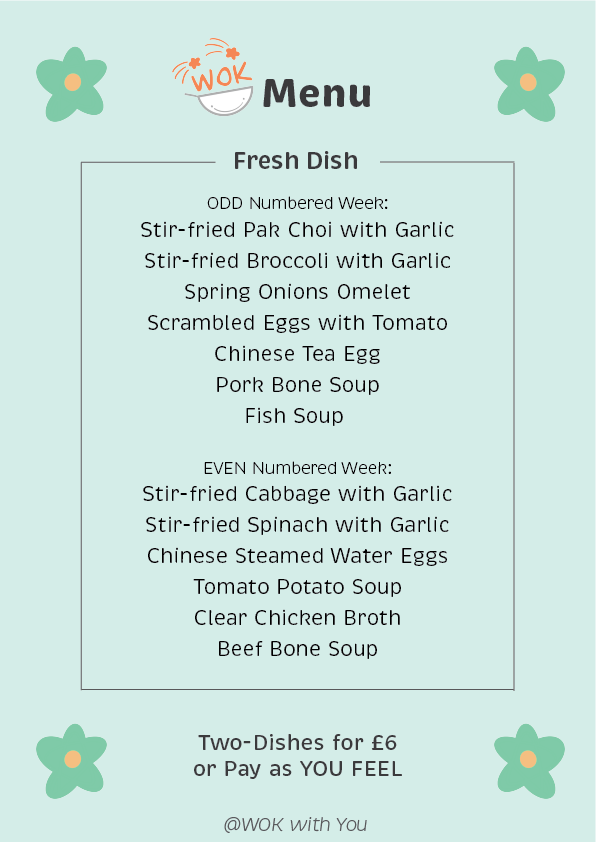 WOK
Menu
Fresh Dish
ODD Numbered Week:
Stir-fried Pak Choi with Garlic
Stir-fried Broccoli with Garlic
Spring Onions Omelet
Scrambled Eggs with Tomato
Chinese Tea Egg
Pork Bone Soup
Fish Soup
EVEN Numbered Week:
Stir-fried Cabbage with Garlic
Stir-fried Spinach with Garlic
Chinese Steamed Water Eggs
Tomato Potato Soup
Clear Chicken Broth
Beef Bone Soup
Two-Dishes for £6
or Pay as YOU FEEL
@WOK with You